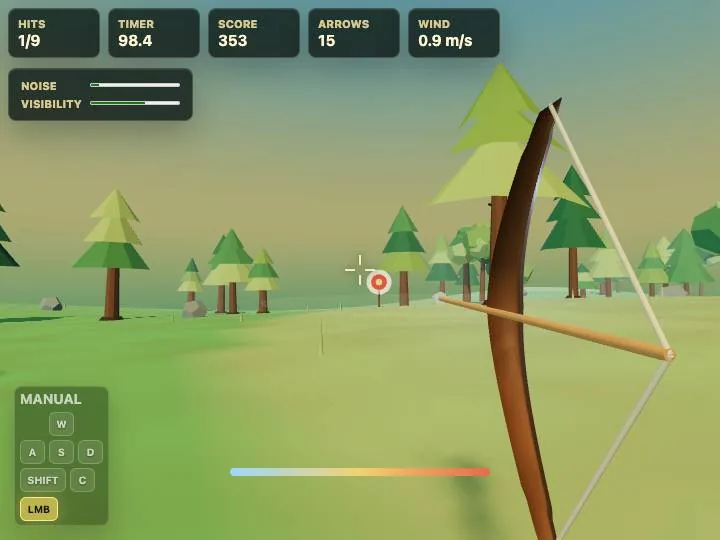 HITS
1/9
TIMER
98.4
SCORE
353
ARROWS
15
WIND
0.9 m/s
NOISE
VISIBILITY
MANUAL
W
A S D
SHIFT C
LMB